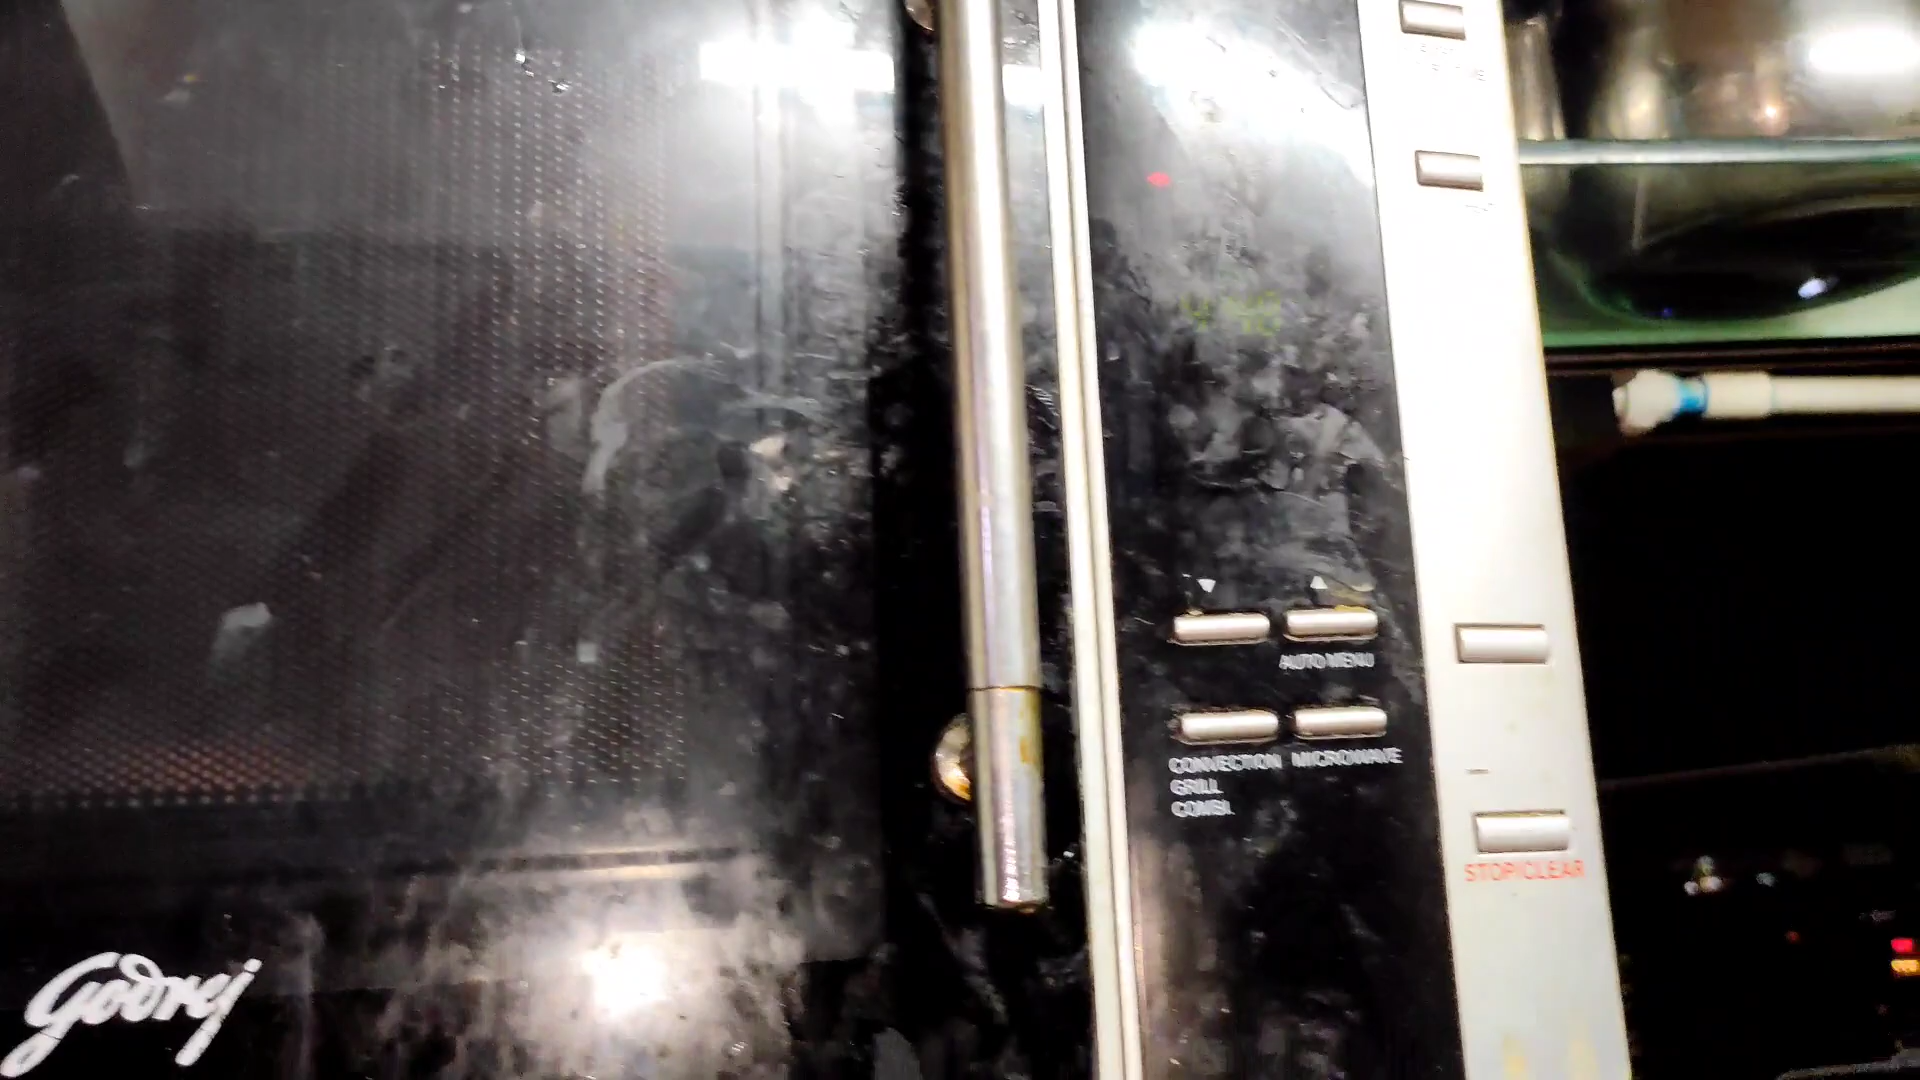 AUTO MENU
CONVECTION MICROWAVE
GRILL
COMBI.
STOP/CLEAR
Godrej